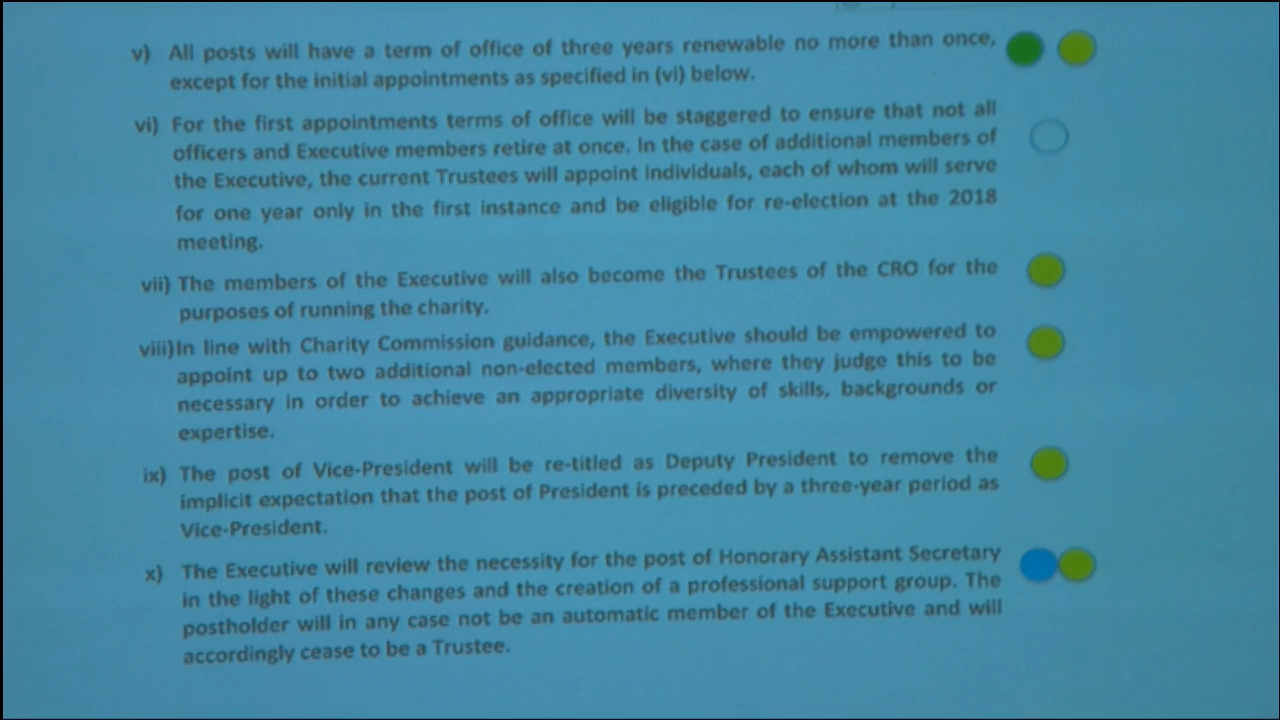 v) All posts will have a term of office of three years renewable no more than once,
except for the initial appointments as specified in (vi) below.
vi) For the first appointments terms of office will be staggered to ensure that not all
officers and Executive members retire at once. In the case of additional members of
the Executive, the current Trustees will appoint individuals, each of whom will serve
for one year only in the first instance and be eligible for re-election at the 2018
meeting.
vii) The members of the Executive will also become the Trustees of the CRO for the
purposes of running the charity.
viii)In line with Charity Commission guidance, the Executive should be empowered to
appoint up to two additional non-elected members, where they judge this to be
necessary in order to achieve an appropriate diversity of skills, backgrounds or
expertise.
ix) The post of Vice-President will be re-titled as Deputy President to remove the
implicit expectation that the post of President is preceded by a three-year period as
Vice-President.
x) The Executive will review the necessity for the post of Honorary Assistant Secretary
in the light of these changes and the creation of a professional support group. The
postholder will in any case not be an automatic member of the Executive and will
accordingly cease to be a Trustee.